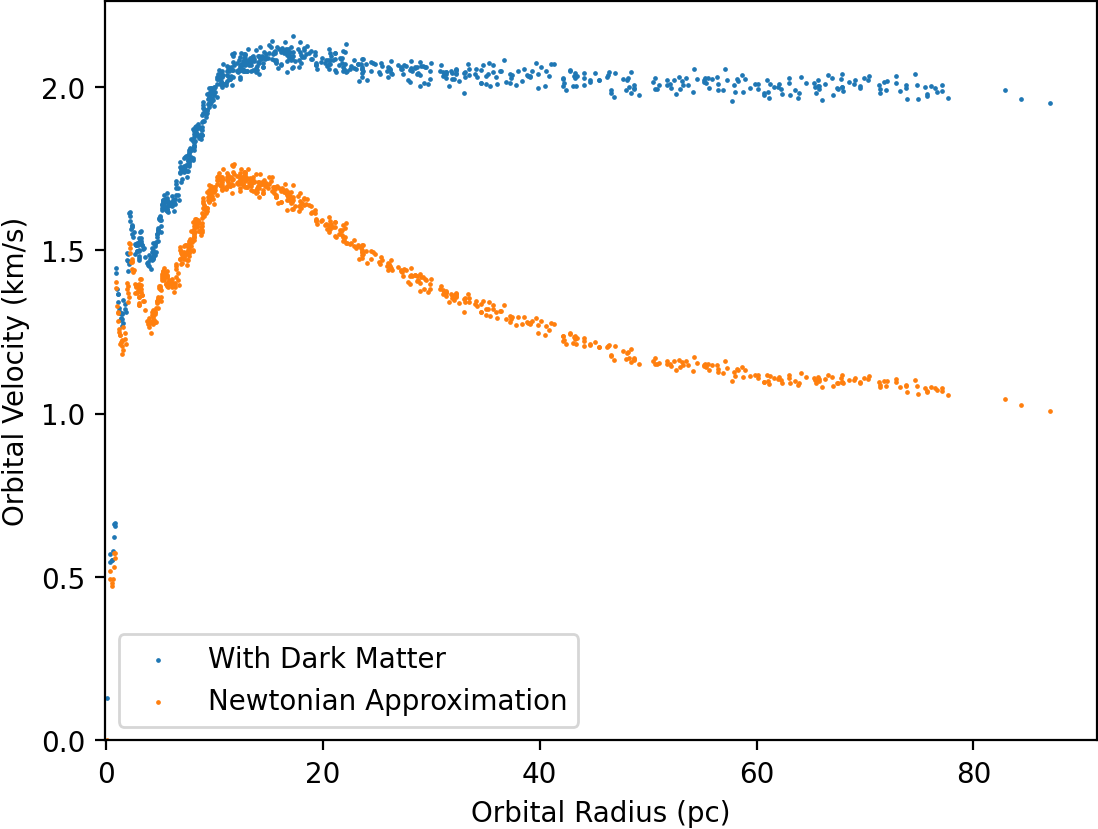 2.0
1.5
1.0
0.5
0.0
Orbital Velocity (km/s)
With Dark Matter
Newtonian Approximation
0 20 40 60 80
Orbital Radius (pc)